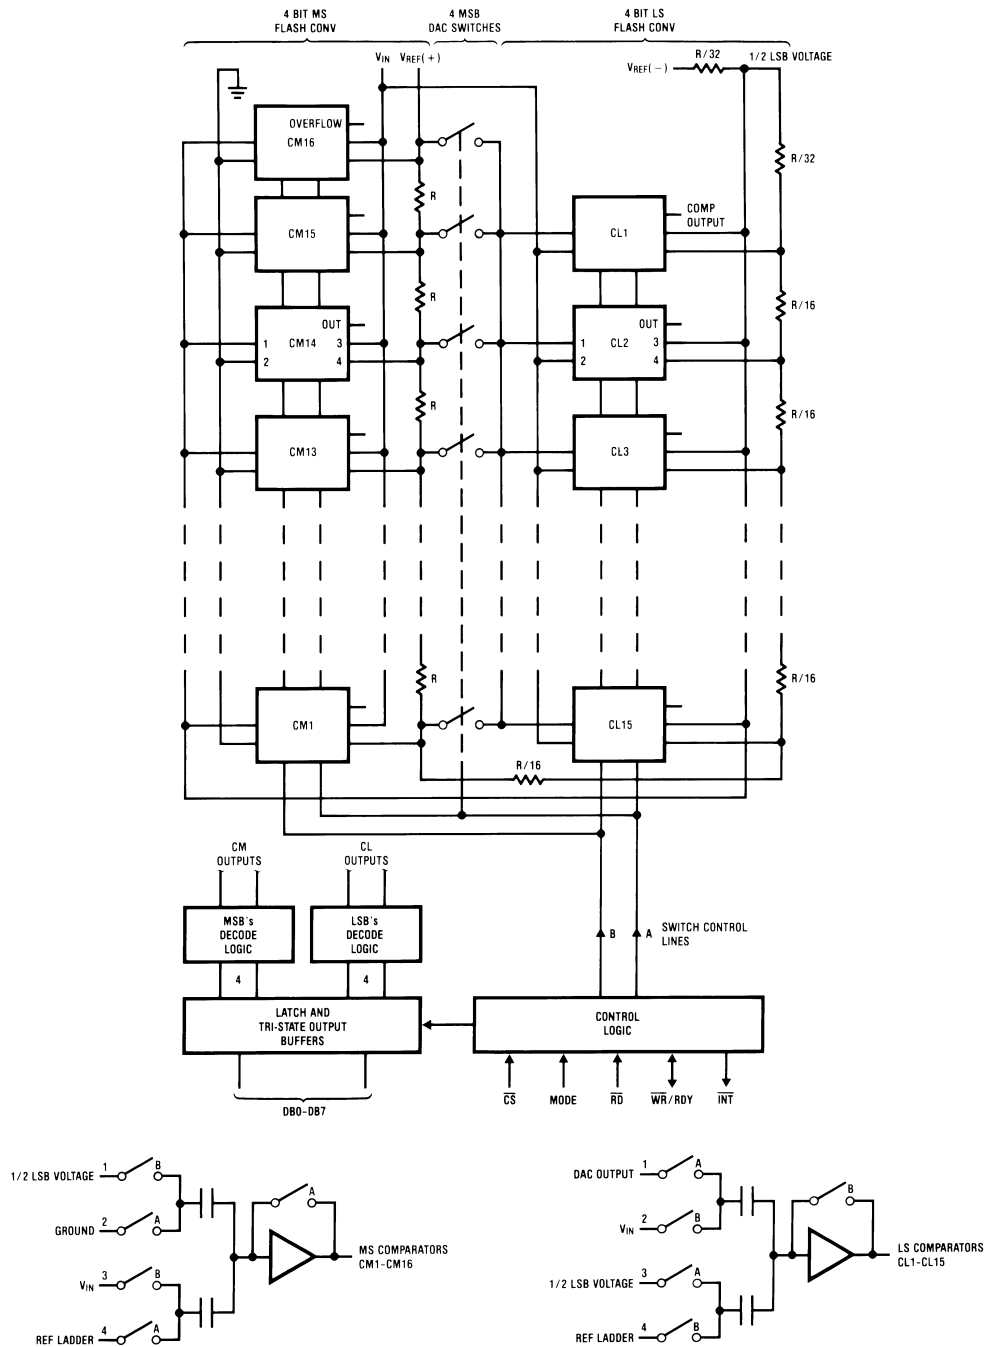 4 BIT MS
FLASH CONV
4 MSB
DAC SWITCHES
4 BIT LS
FLASH CONV
VIN
VREF(+)
VREF(−)
R/32
1/2 LSB VOLTAGE
OVERFLOW
CM16
R/32
R
CM15
CL1
COMP
OUTPUT
R
R/16
OUT
1 CM14 3
2 4
OUT
1 CL2 3
2 4
R
R/16
CM13
CL3
R
R/16
CM1
CL15
R/16
CM
OUTPUTS
CL
OUTPUTS
MSB's
DECODE
LOGIC
LSB's
DECODE
LOGIC
B
A
SWITCH CONTROL
LINES
4
4
LATCH AND
TRI-STATE OUTPUT
BUFFERS
CONTROL
LOGIC
DB0-DB7
C̅S̅
MODE
R̅D̅
W̅R̅/RDY
I̅N̅T̅
1/2 LSB VOLTAGE 1 B
GROUND 2 A
VIN 3 B
REF LADDER 4 A
A
MS COMPARATORS
CM1-CM16
DAC OUTPUT 1 A
VIN 2 B
1/2 LSB VOLTAGE 3 A
REF LADDER 4 B
B
LS COMPARATORS
CL1-CL15